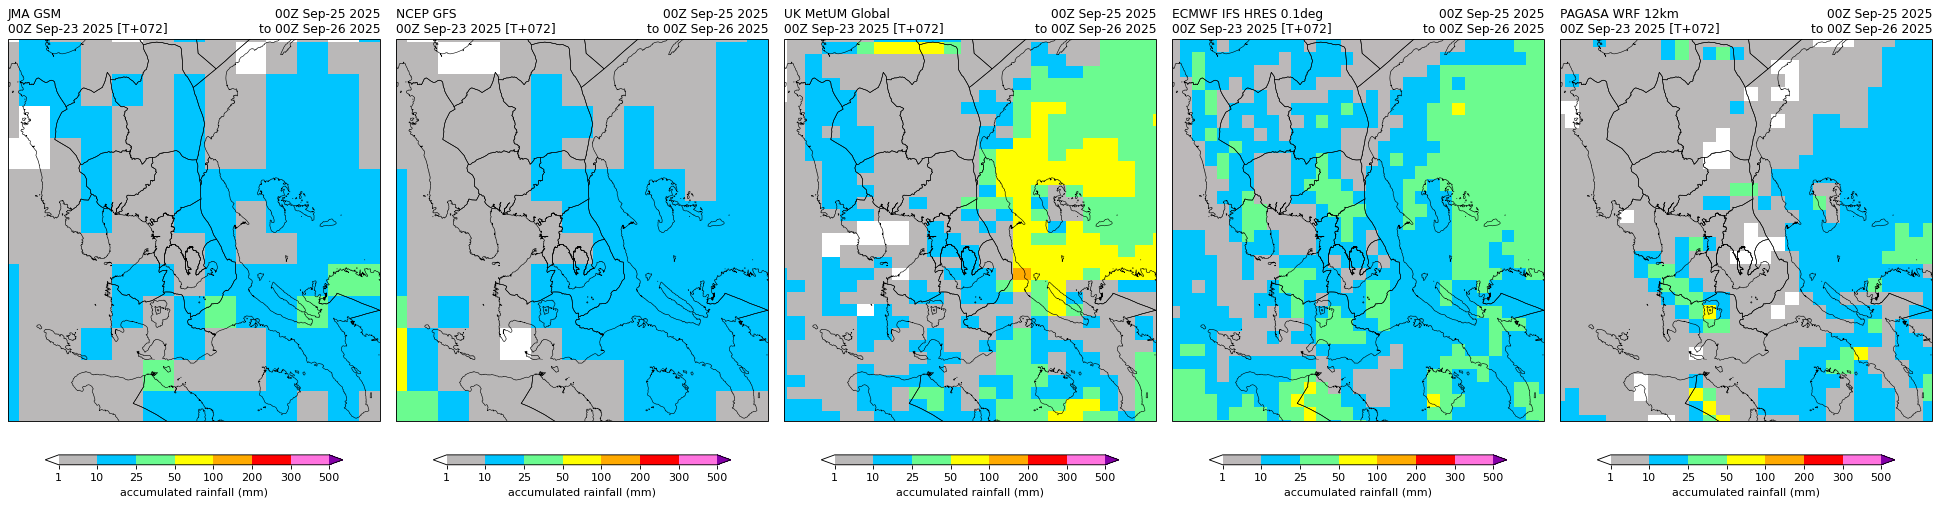 JMA GSM 00Z Sep-25 2025
00Z Sep-23 2025 [T+072] to 00Z Sep-26 2025
1 10 25 50 100 200 300 500
accumulated rainfall (mm)
NCEP GFS 00Z Sep-25 2025
00Z Sep-23 2025 [T+072] to 00Z Sep-26 2025
1 10 25 50 100 200 300 500
accumulated rainfall (mm)
UK MetUM Global 00Z Sep-25 2025
00Z Sep-23 2025 [T+072] to 00Z Sep-26 2025
1 10 25 50 100 200 300 500
accumulated rainfall (mm)
ECMWF IFS HRES 0.1deg 00Z Sep-25 2025
00Z Sep-23 2025 [T+072] to 00Z Sep-26 2025
1 10 25 50 100 200 300 500
accumulated rainfall (mm)
PAGASA WRF 12km 00Z Sep-25 2025
00Z Sep-23 2025 [T+072] to 00Z Sep-26 2025
1 10 25 50 100 200 300 500
accumulated rainfall (mm)